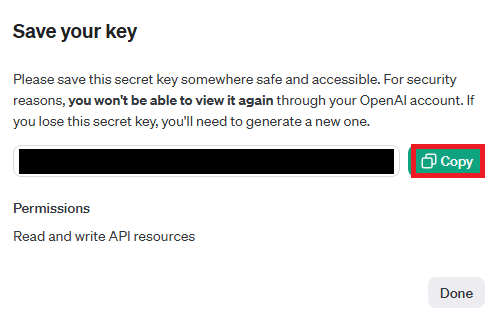 Save your key
Please save this secret key somewhere safe and accessible. For security
reasons, you won't be able to view it again through your OpenAI account. If
you lose this secret key, you'll need to generate a new one.
Copy
Permissions
Read and write API resources
Done